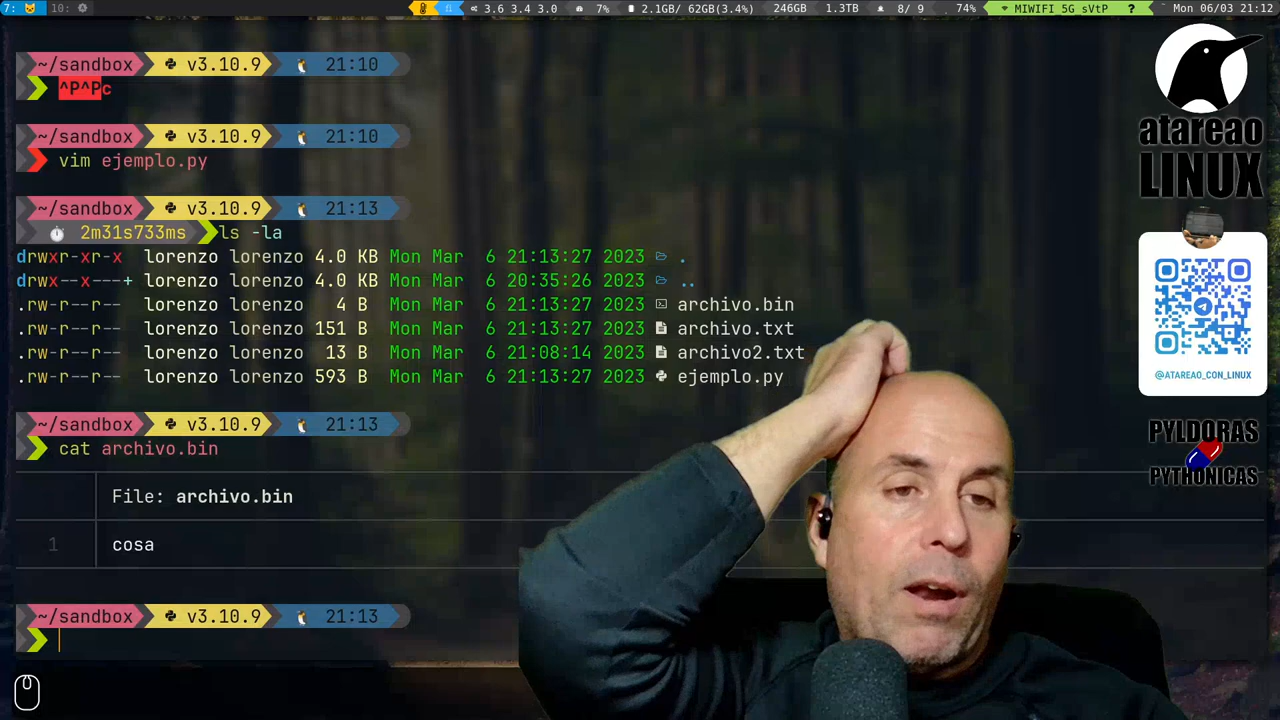 7: 10: 3.6 3.4 3.0 7% 2.1GB/ 62GB(3.4%) 246GB 1.3TB 8/ 9 74% MIWIFI_5G_sVtP ? Mon 06/03 21:12
~/sandbox v3.10.9 21:10
^P^Pc
~/sandbox v3.10.9 21:10
vim ejemplo.py
~/sandbox v3.10.9 21:13
2m31s733ms ls -la
drwxr-xr-x lorenzo lorenzo 4.0 KB Mon Mar 6 21:13:27 2023 .
drwx--x---+ lorenzo lorenzo 4.0 KB Mon Mar 6 20:35:26 2023 ..
.rw-r--r-- lorenzo lorenzo 4 B Mon Mar 6 21:13:27 2023 archivo.bin
.rw-r--r-- lorenzo lorenzo 151 B Mon Mar 6 21:13:27 2023 archivo.txt
.rw-r--r-- lorenzo lorenzo 13 B Mon Mar 6 21:08:14 2023 archivo2.txt
.rw-r--r-- lorenzo lorenzo 593 B Mon Mar 6 21:13:27 2023 ejemplo.py
~/sandbox v3.10.9 21:13
cat archivo.bin
File: archivo.bin
1 cosa
~/sandbox v3.10.9 21:13
atareao
LINUX
@ATAREAO_CON_LINUX
PYLDORAS
PYTHONICAS